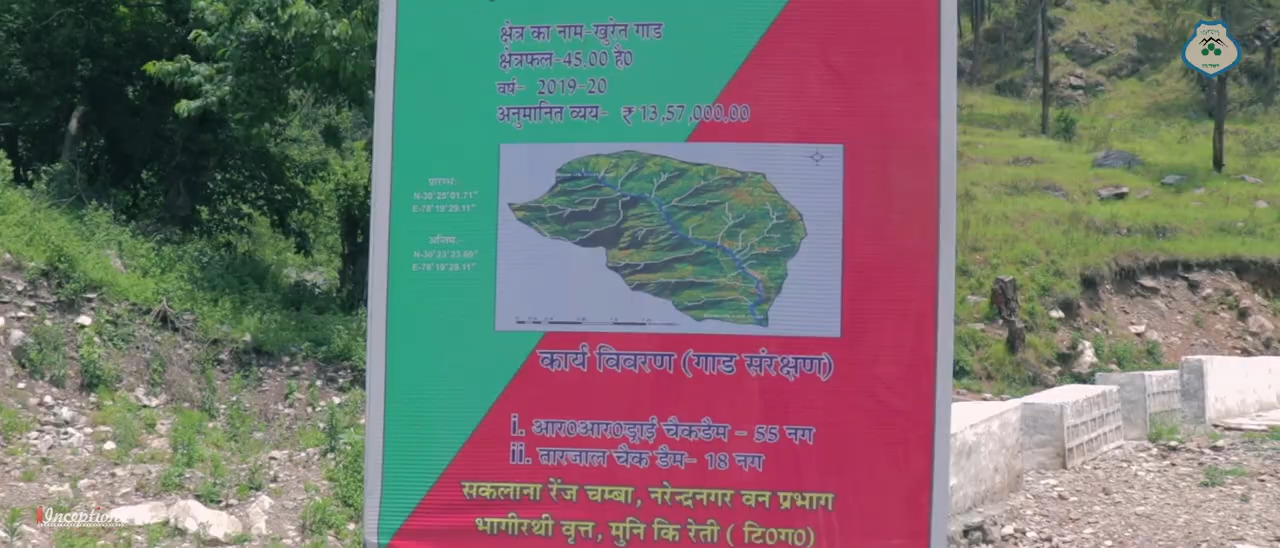 क्षेत्र का नाम-खुरेत गाड
क्षेत्रफल-45.00 है0
वर्ष- 2019-20
अनुमानित व्यय- ₹ 13,57,000.00
प्रारम्भ:
N-30°25'01.71"
E-78°19'29.11"
अन्तिम:-
N-30°23'23.60"
E-78°19'29.11"
कार्य विवरण (गाड संरक्षण)
i. आर0आर0ड्राई चैकडैम - 55 नग
ii. तारजाल चैक डैम- 18 नग
सकलाना रेंज चम्बा, नरेन्द्रनगर वन प्रभाग
भागीरथी वृत्त, मुनि कि रेती ( टि0ग0)
Inception